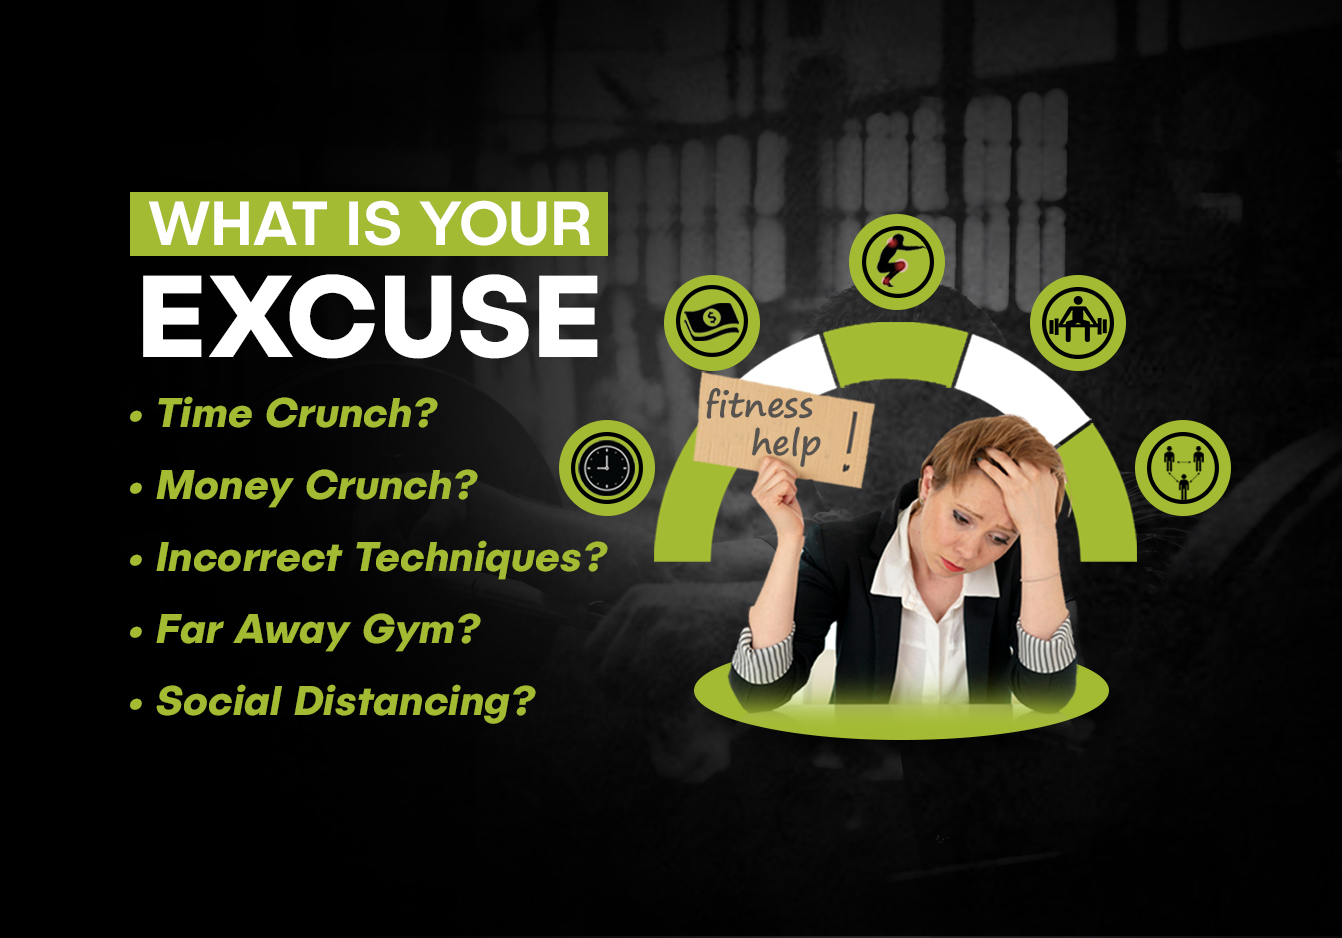 WHAT IS YOUR
EXCUSE
• Time Crunch?
• Money Crunch?
• Incorrect Techniques?
• Far Away Gym?
• Social Distancing?
$
fitness
help !